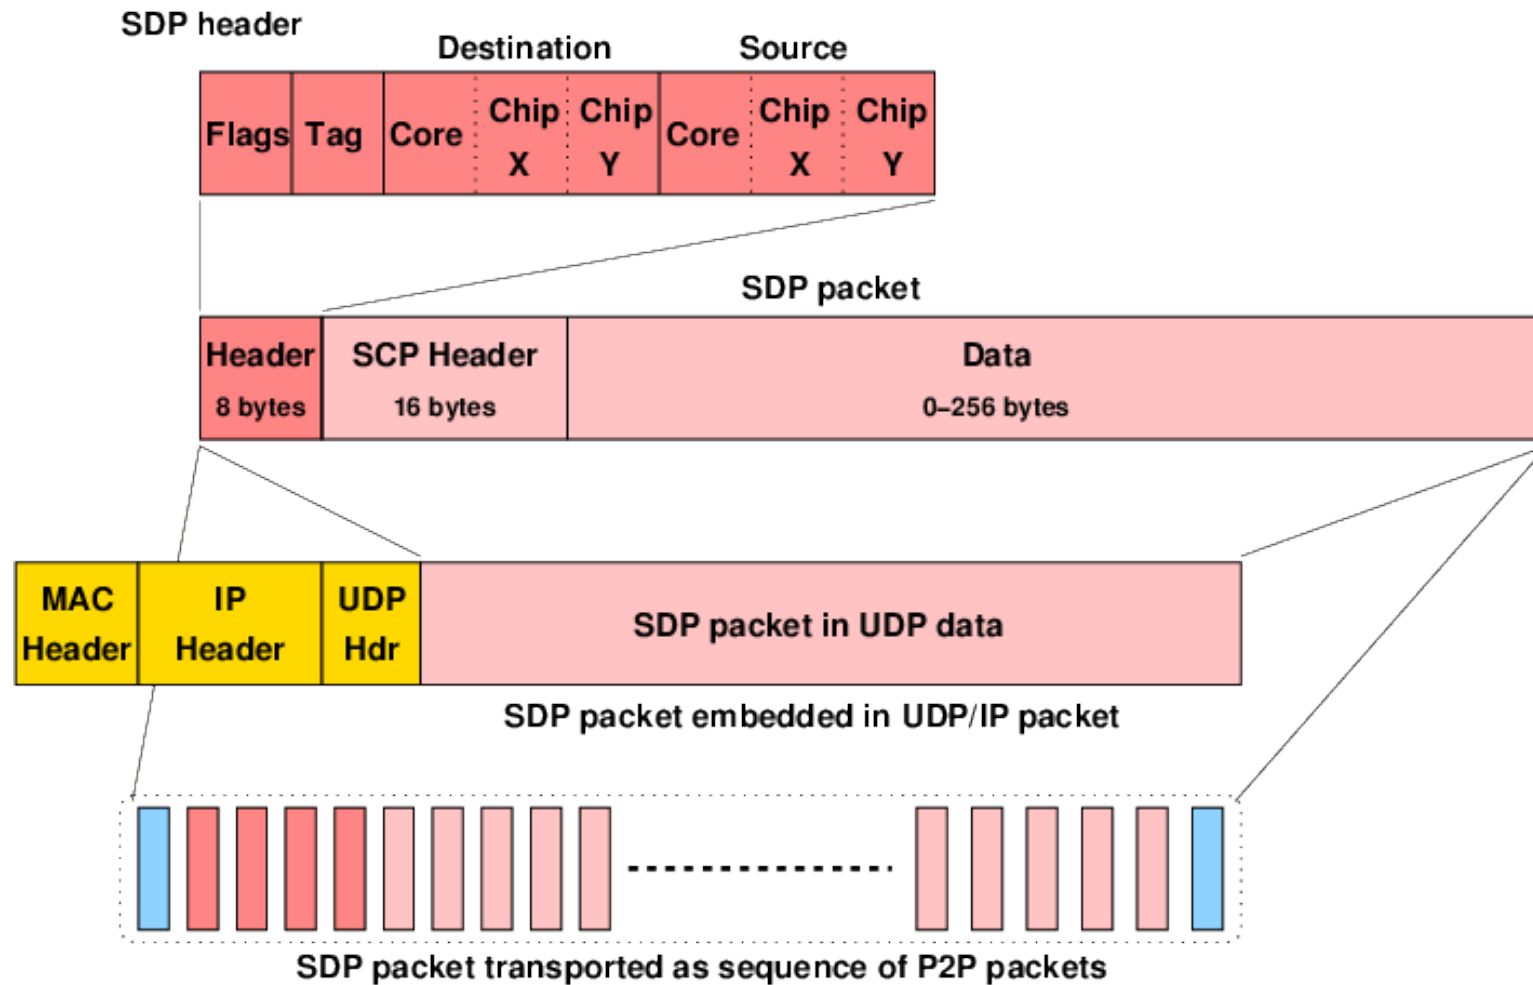 SDP header
Destination Source
Flags Tag Core Chip X Chip Y Core Chip X Chip Y
SDP packet
Header SCP Header Data
8 bytes 16 bytes 0–256 bytes
MAC Header IP Header UDP Hdr SDP packet in UDP data
SDP packet embedded in UDP/IP packet
SDP packet transported as sequence of P2P packets